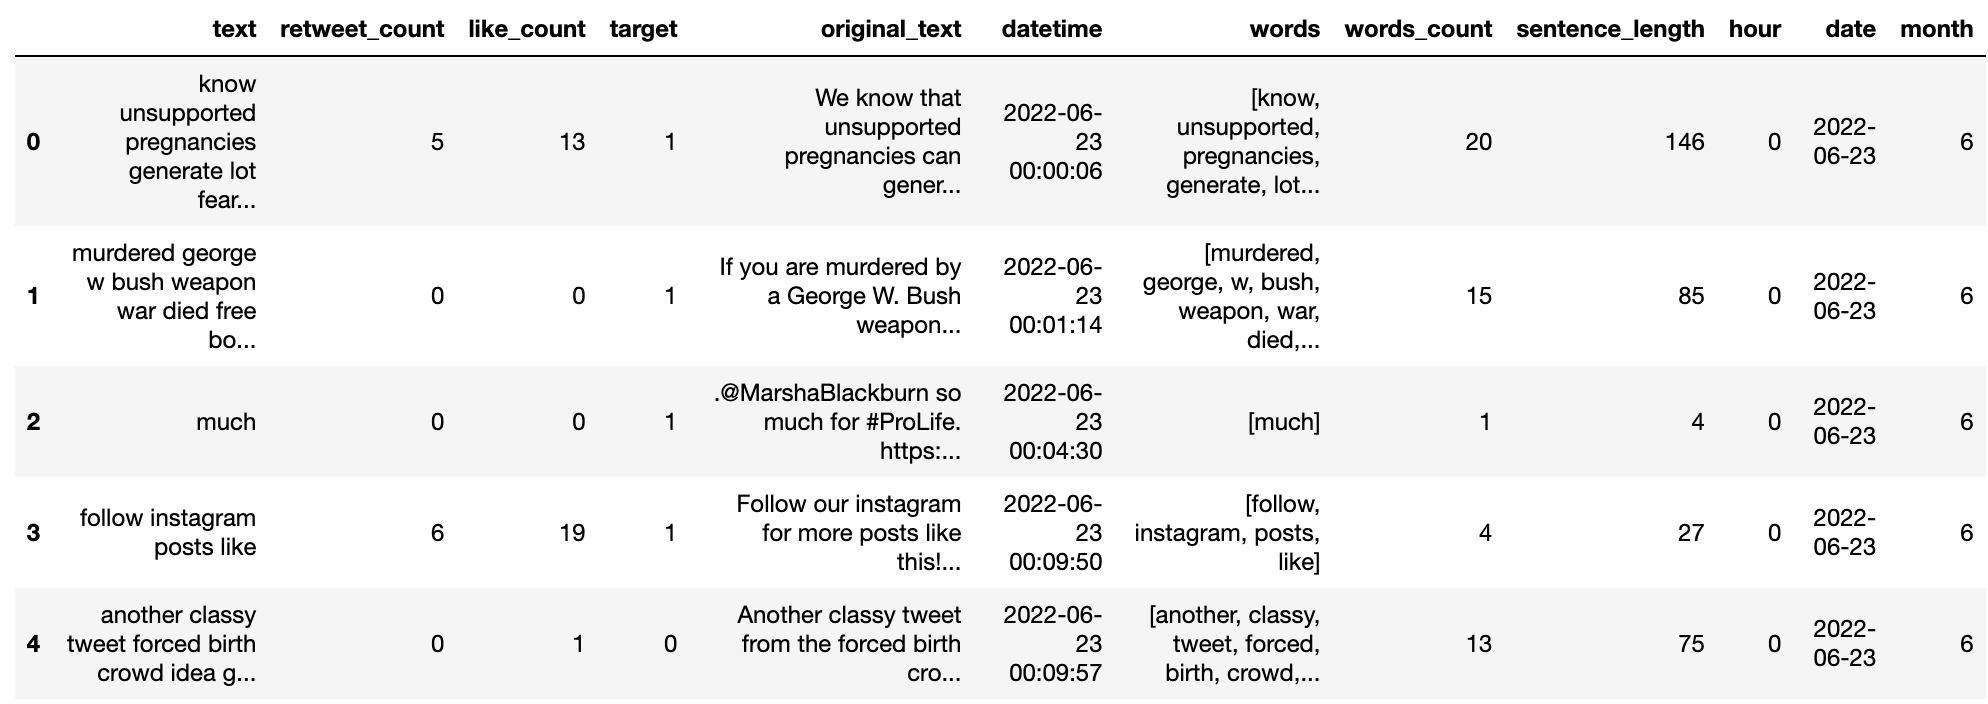 text retweet_count like_count target original_text datetime words words_count sentence_length hour date month
0
know
unsupported
pregnancies
generate lot
fear...
5
13
1
We know that
unsupported
pregnancies can
gener...
2022-06-
23
00:00:06
[know,
unsupported,
pregnancies,
generate, lot...
20
146
0
2022-
06-23
6
1
murdered george
w bush weapon
war died free
bo...
0
0
1
If you are murdered by
a George W. Bush
weapon...
2022-06-
23
00:01:14
[murdered,
george, w, bush,
weapon, war,
died,...
15
85
0
2022-
06-23
6
2
much
0
0
1
.@MarshaBlackburn so
much for #ProLife.
https:...
2022-06-
23
00:04:30
[much]
1
4
0
2022-
06-23
6
3
follow instagram
posts like
6
19
1
Follow our instagram
for more posts like
this!...
2022-06-
23
00:09:50
[follow,
instagram, posts,
like]
4
27
0
2022-
06-23
6
4
another classy
tweet forced birth
crowd idea g...
0
1
0
Another classy tweet
from the forced birth
cro...
2022-06-
23
00:09:57
[another, classy,
tweet, forced,
birth, crowd,...
13
75
0
2022-
06-23
6